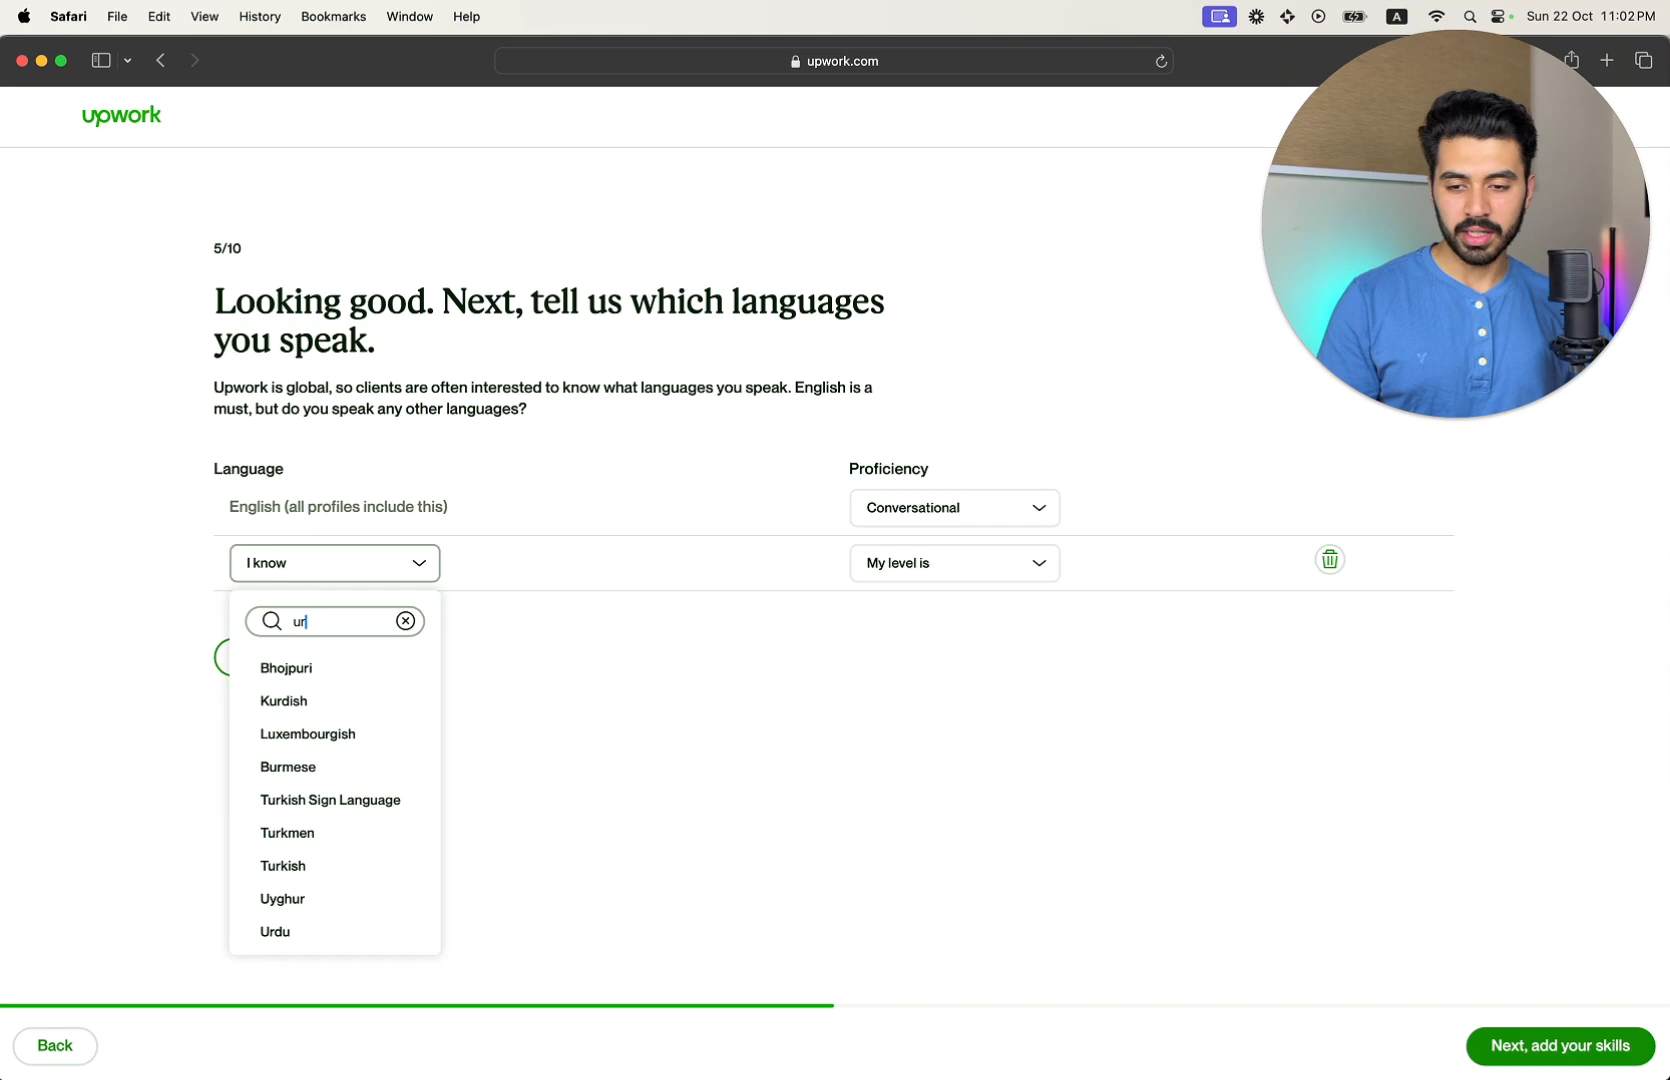 Safari File Edit View History Bookmarks Window Help A Sun 22 Oct 11:02 PM
upwork.com
upwork
5/10
Looking good. Next, tell us which languages
you speak.
Upwork is global, so clients are often interested to know what languages you speak. English is a
must, but do you speak any other languages?
Language Proficiency
English (all profiles include this) Conversational
I know My level is
ur
Bhojpuri
Kurdish
Luxembourgish
Burmese
Turkish Sign Language
Turkmen
Turkish
Uyghur
Urdu
Back Next, add your skills